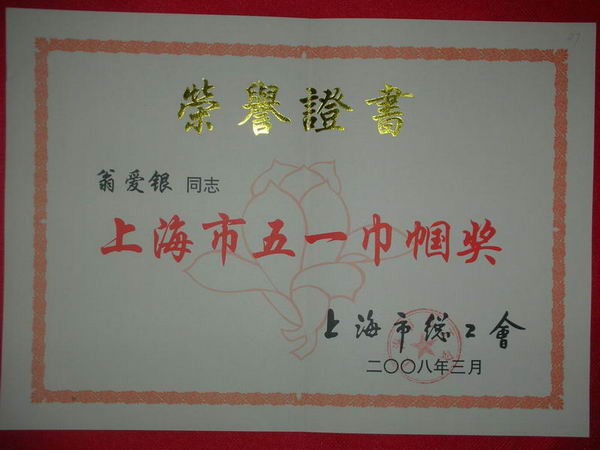 榮譽證書
翁爱银 同志
上海市五一巾帼奖
上海市總工會
二〇〇八年三月